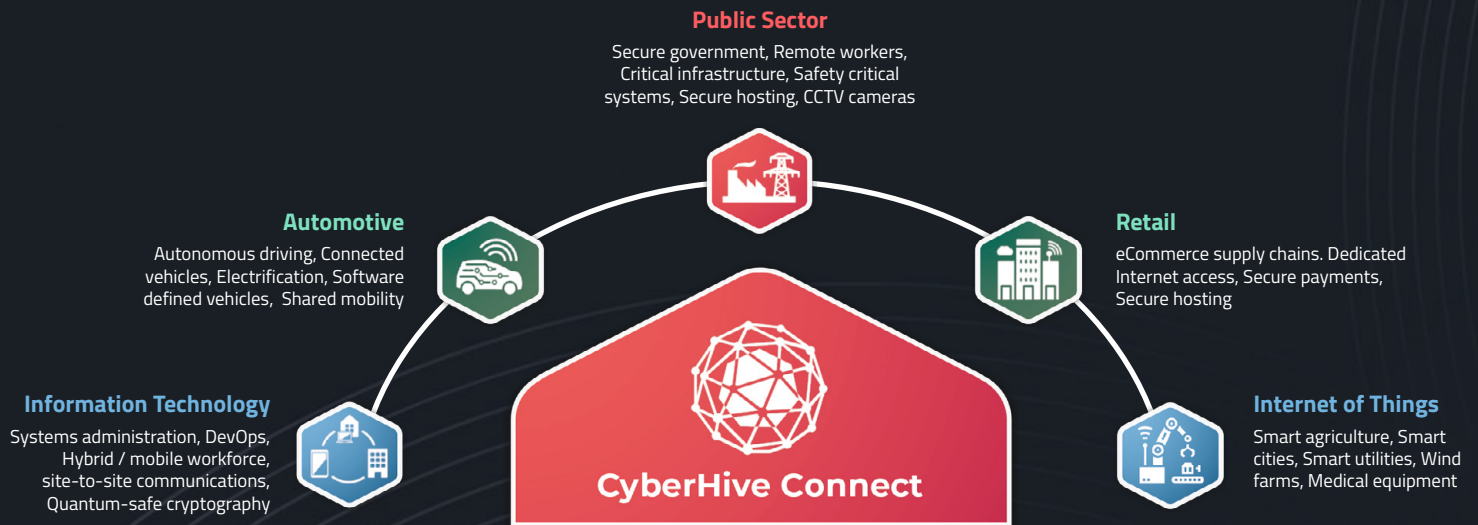 Public Sector
Secure government, Remote workers,
Critical infrastructure, Safety critical
systems, Secure hosting, CCTV cameras
Automotive
Autonomous driving, Connected
vehicles, Electrification, Software
defined vehicles, Shared mobility
Retail
eCommerce supply chains. Dedicated
Internet access, Secure payments,
Secure hosting
Information Technology
Systems administration, DevOps,
Hybrid / mobile workforce,
site-to-site communications,
Quantum-safe cryptography
CyberHive Connect
Internet of Things
Smart agriculture, Smart
cities, Smart utilities, Wind
farms, Medical equipment